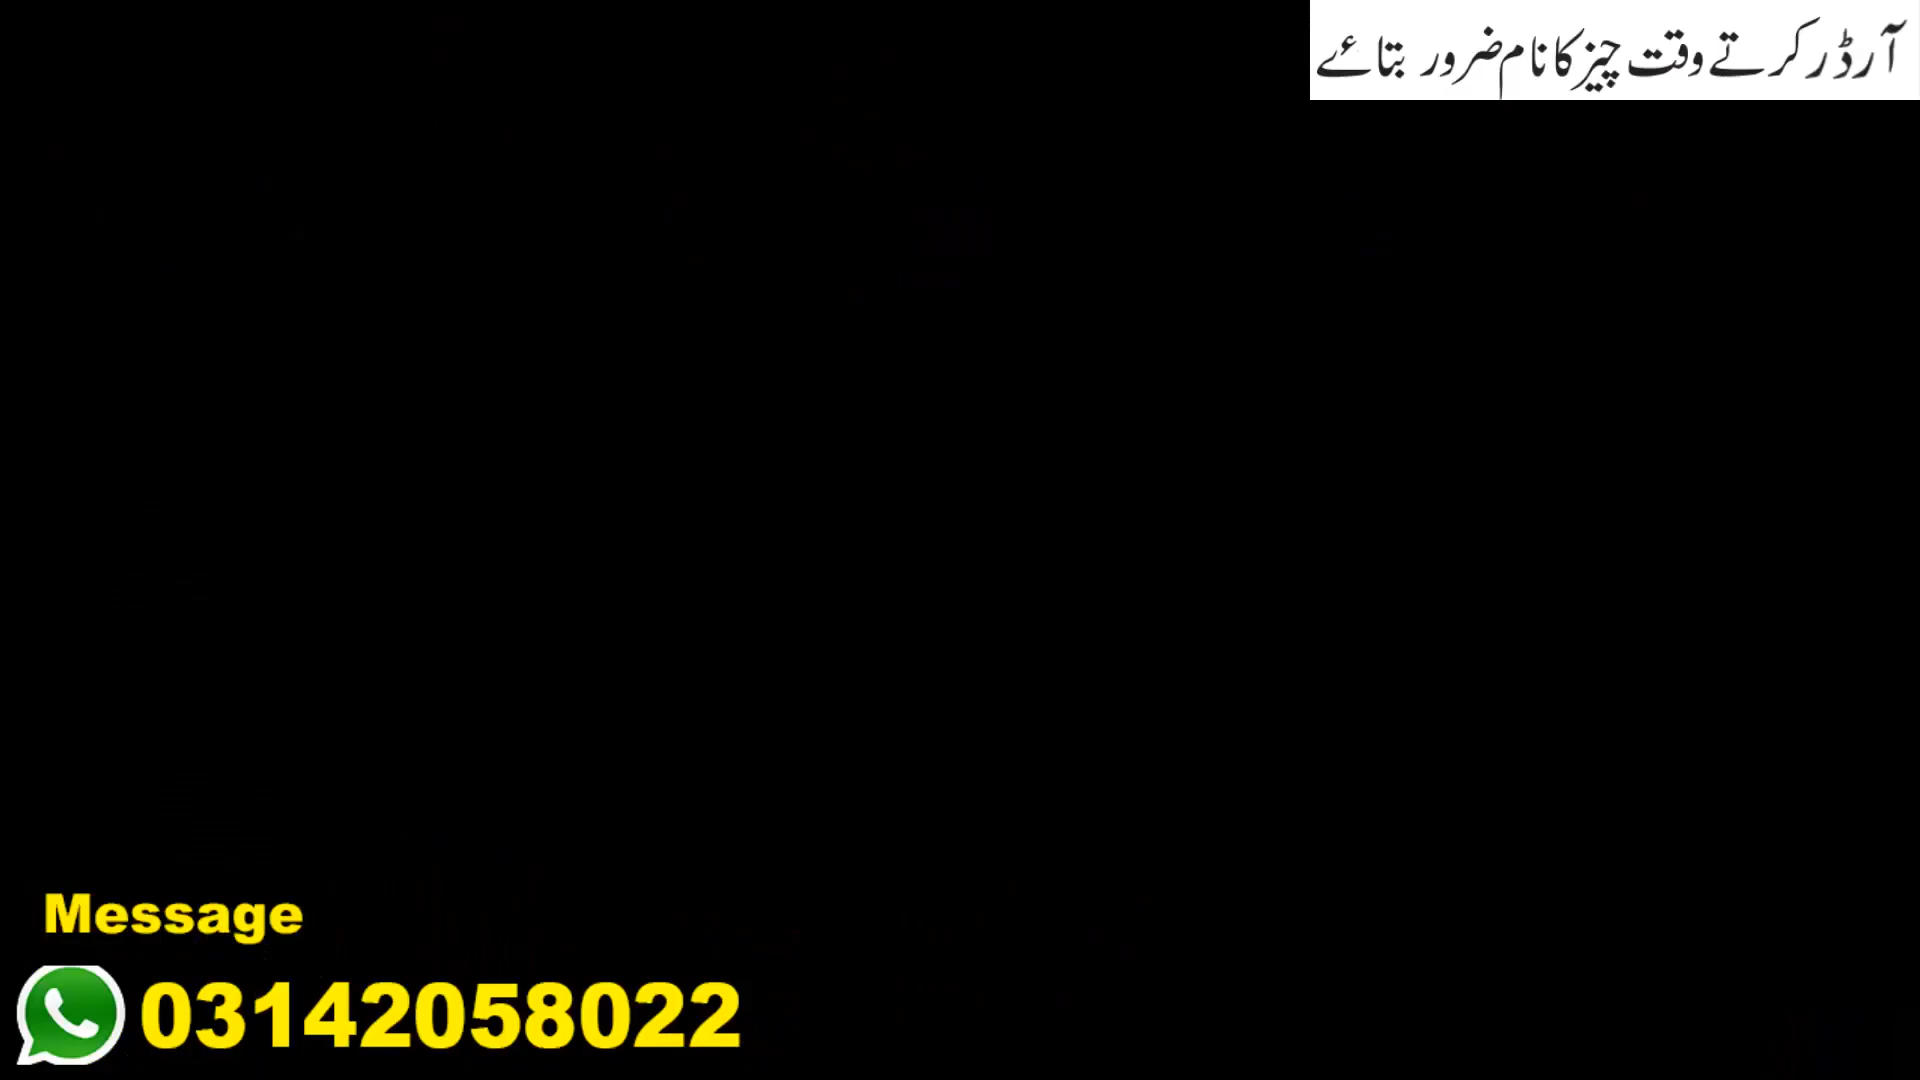 آرڈر کرتے وقت چیز کا نام ضرور بتائے
Message
03142058022